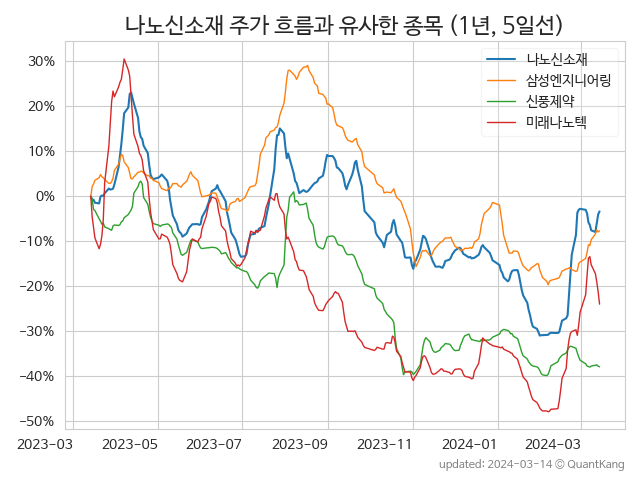 나노신소재 주가 흐름과 유사한 종목 (1년, 5일선)
나노신소재
삼성엔지니어링
신풍제약
미래나노텍
30%
20%
10%
0%
−10%
−20%
−30%
−40%
−50%
2023-03 2023-05 2023-07 2023-09 2023-11 2024-01 2024-03
updated: 2024-03-14 © QuantKang